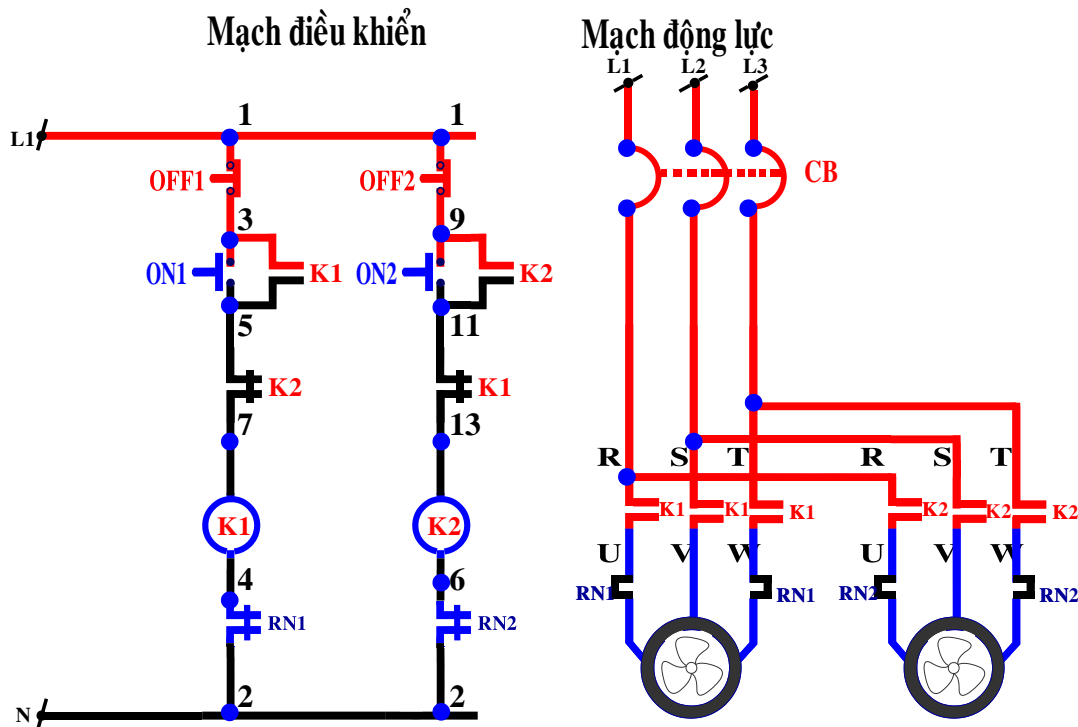 Mạch điều khiển
Mạch động lực
L1 L2 L3
L1
1 1
OFF1 OFF2
CB
3 9
ON1 K1 ON2 K2
5 11
K2 K1
7 13
R S T R S T
K1 K1 K1 K2 K2 K2
K1 K2
U V W U V W
4 6
RN1 RN1 RN2 RN2
RN1 RN2
2 2
N